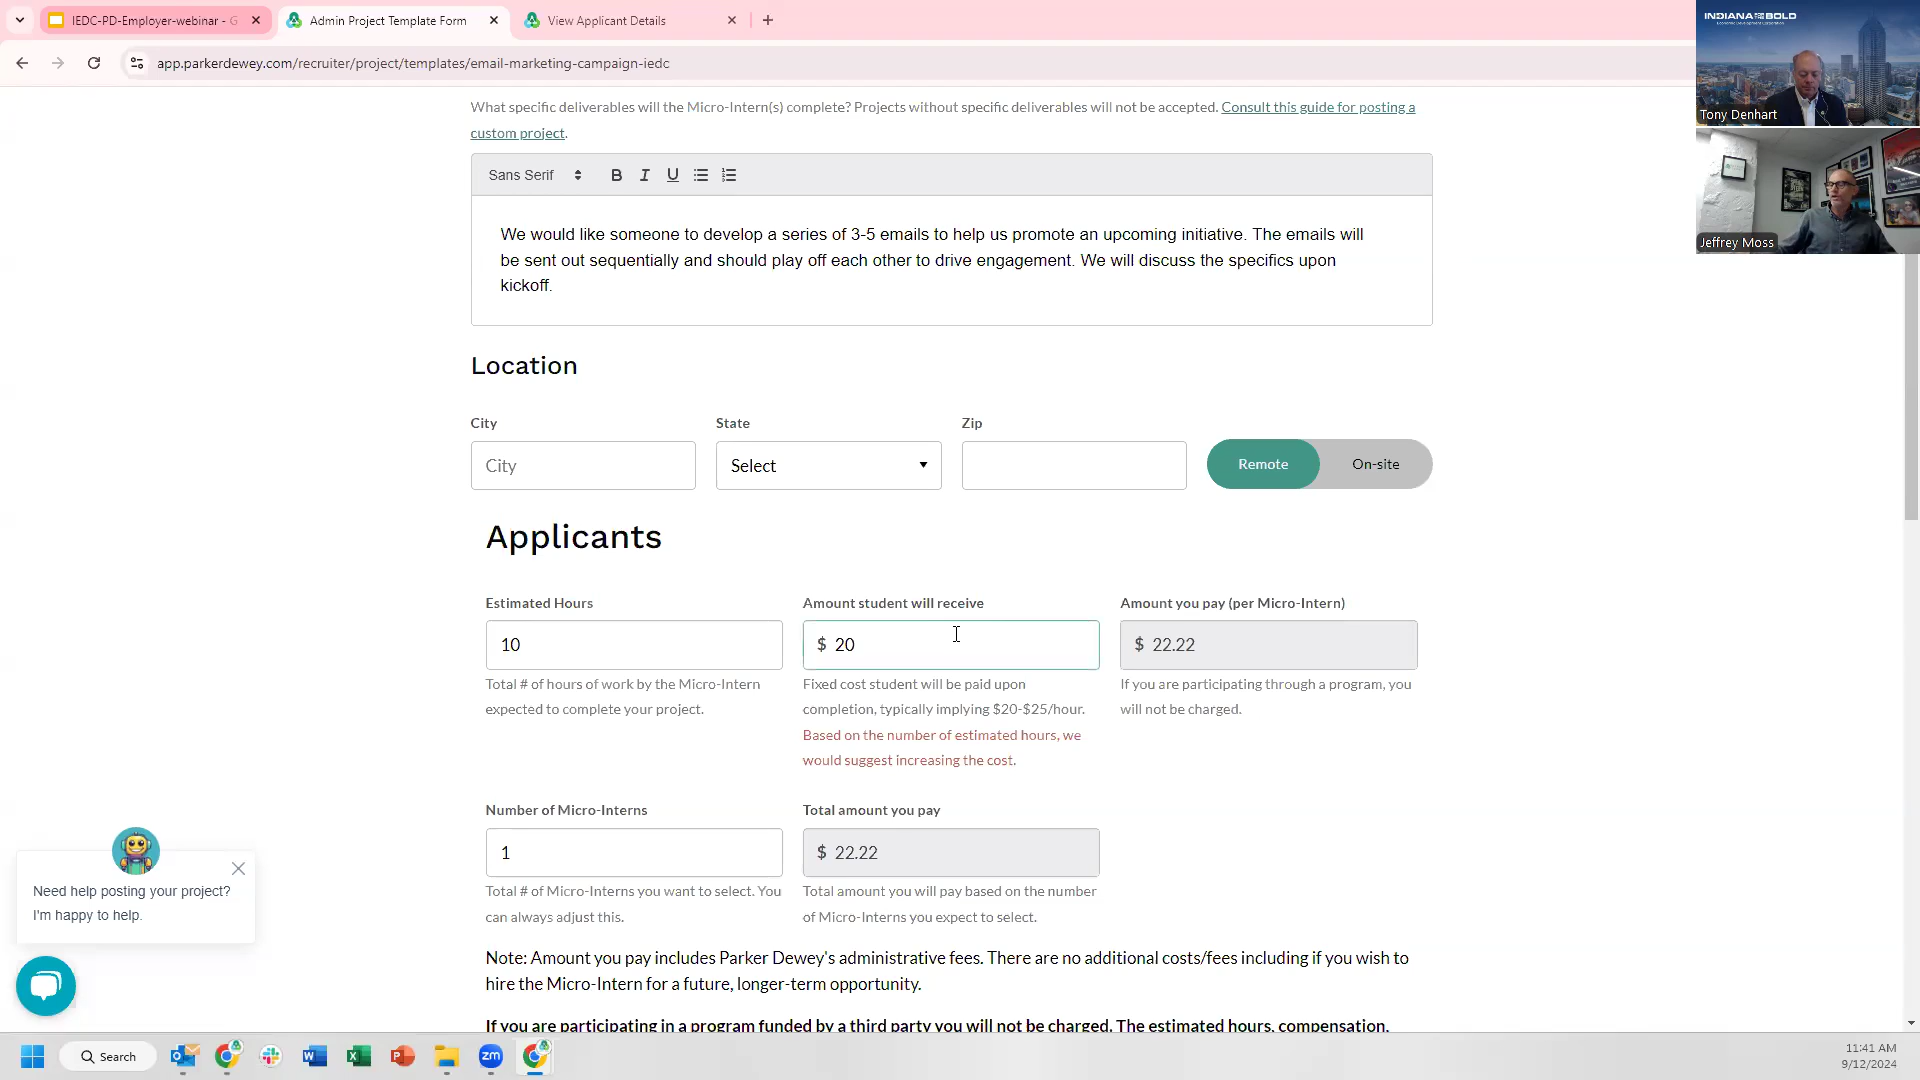 IEDC-PD-Employer-webinar - G
Admin Project Template Form
View Applicant Details
app.parkerdewey.com/recruiter/project/templates/email-marketing-campaign-iedc
INDIANA BOLD
Tony Denhart
Jeffrey Moss
What specific deliverables will the Micro-Intern(s) complete? Projects without specific deliverables will not be accepted. Consult this guide for posting a
custom project.
Sans Serif B I U
We would like someone to develop a series of 3-5 emails to help us promote an upcoming initiative. The emails will
be sent out sequentially and should play off each other to drive engagement. We will discuss the specifics upon
kickoff.
Location
City State Zip
City Select Remote On-site
Applicants
Estimated Hours Amount student will receive Amount you pay (per Micro-Intern)
10 $ 20 $ 22.22
Total # of hours of work by the Micro-Intern
expected to complete your project.
Fixed cost student will be paid upon
completion, typically implying $20-$25/hour.
Based on the number of estimated hours, we
would suggest increasing the cost.
If you are participating through a program, you
will not be charged.
Number of Micro-Interns Total amount you pay
1 $ 22.22
Total # of Micro-Interns you want to select. You
can always adjust this.
Total amount you will pay based on the number
of Micro-Interns you expect to select.
Note: Amount you pay includes Parker Dewey's administrative fees. There are no additional costs/fees including if you wish to
hire the Micro-Intern for a future, longer-term opportunity.
If you are participating in a program funded by a third party you will not be charged. The estimated hours, compensation,
Need help posting your project?
I'm happy to help.
Search
zm
11:41 AM
9/12/2024